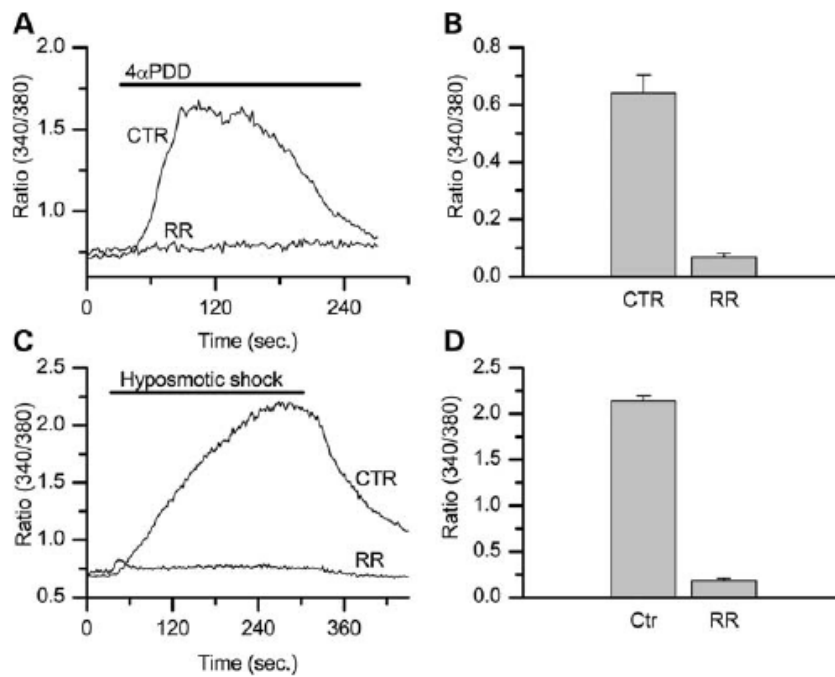 A
Ratio (340/380)
2.0
1.5
1.0
4αPDD
CTR
RR
0
120
240
Time (sec.)
B
Ratio (340/380)
0.8
0.6
0.4
0.2
0.0
CTR
RR
C
Ratio (340/380)
2.5
2.0
1.5
1.0
0.5
Hyposmotic shock
CTR
RR
0
120
240
360
Time (sec.)
D
Ratio (340/380)
2.5
2.0
1.5
1.0
0.5
0.0
Ctr
RR